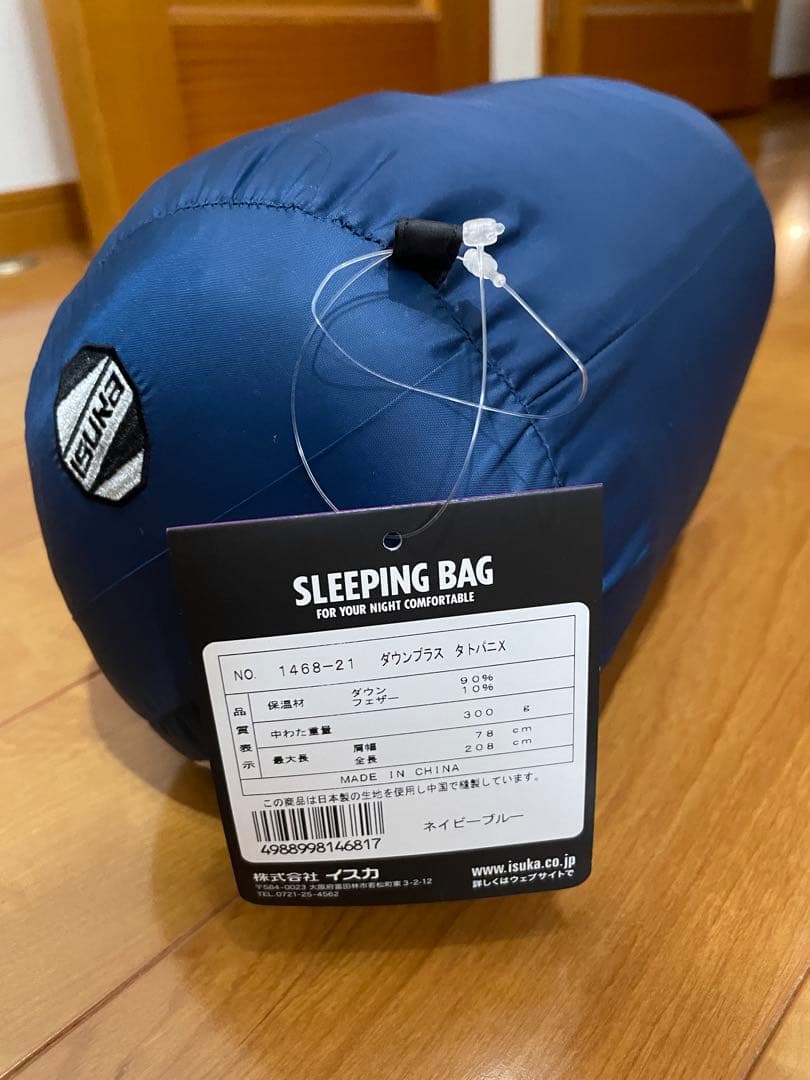 ISUKA
SLEEPING BAG
FOR YOUR NIGHT COMFORTABLE
NO. 1468-21 ダウンプラス タトパニX
品質表示
保温材 ダウン 90%
フェザー 10%
中わた重量 300 g
最大長 肩幅 78 cm
全長 208 cm
MADE IN CHINA
この商品は日本製の生地を使用し中国で縫製しています。
4988998146817
ネイビーブルー
株式会社 イスカ
〒584-0023 大阪府富田林市若松町東3-2-12
TEL.0721-25-4562
www.isuka.co.jp
詳しくはウェブサイトで